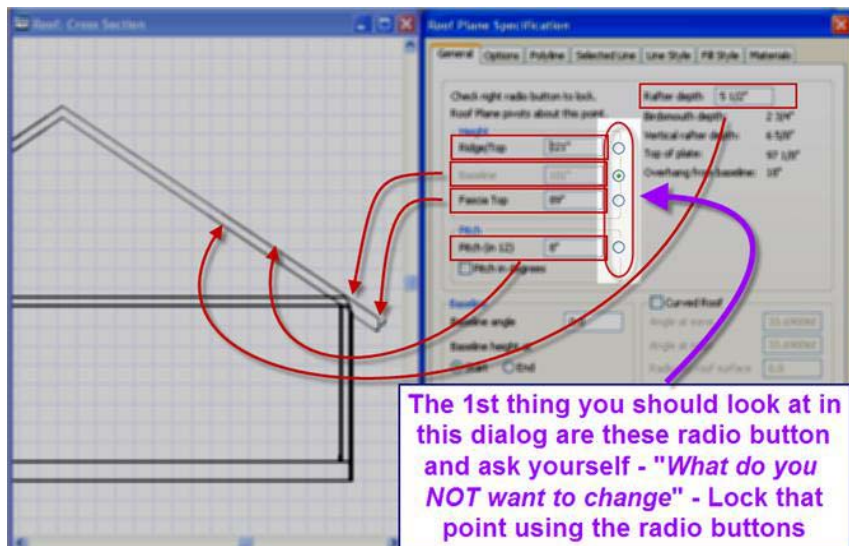 Roof: Cross Section
Roof Plane Specification
General Options Polyline Selected Line Line Style Fill Style Materials
Check right radio button to lock.
Roof Plane pivots about this point.
Height
Ridge/Top
Baseline
Fascia Top 89"
Pitch
Pitch (in 12) 8"
Pitch in degrees
Rafter depth: 5 1/2"
Birdsmouth depth: 2 3/4"
Vertical rafter depth: 6 5/8"
Top of plate: 97 1/8"
Overhang from baseline: 18"
Baseline
Baseline angle
Baseline height at:
Start End
Curved Roof
The 1st thing you should look at in
this dialog are these radio button
and ask yourself - "What do you
NOT want to change" - Lock that
point using the radio buttons